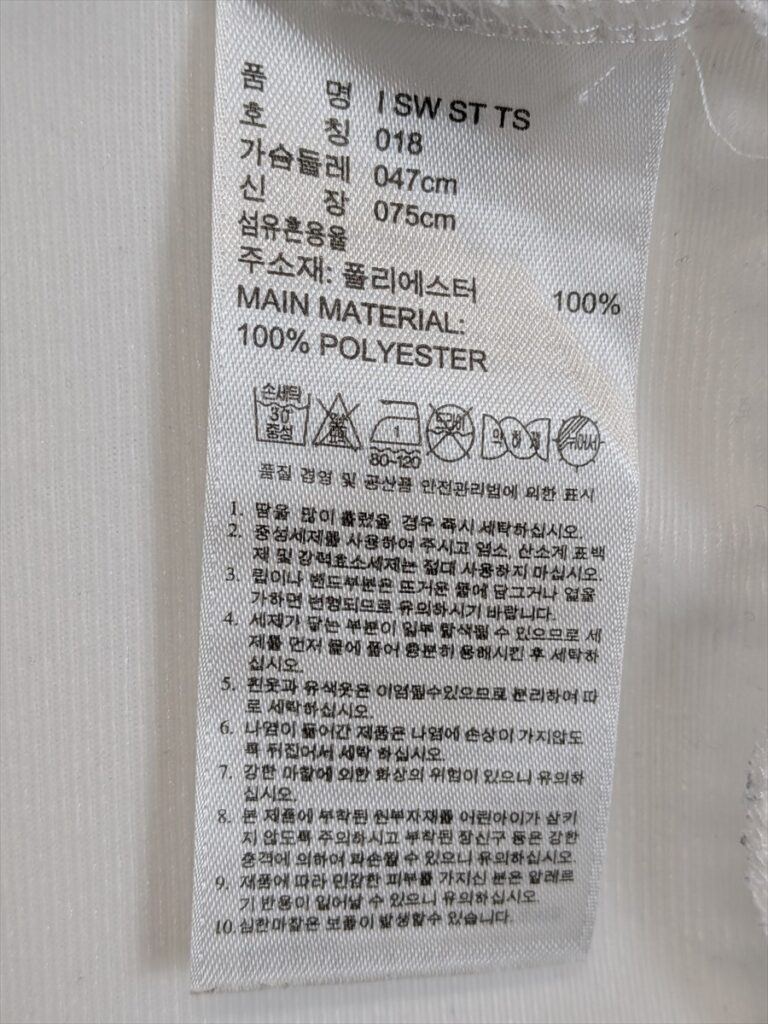 품 명 I SW ST TS
호 칭 018
가슴둘레 047cm
신 장 075cm
섬유혼용율
주소재: 폴리에스터 100%
MAIN MATERIAL:
100% POLYESTER
손세탁 30 중성 1 80~120 드라이 약하게 뉘어서
품질 경영 및 공산품 안전관리법에 의한 표시
1. 땀을 많이 흘렸을 경우 즉시 세탁하십시오.
2. 중성세제를 사용하여 주시고 염소, 산소계 표백
제 및 강력효소세제는 절대 사용하지 마십시오.
3. 립이나 밴드부분은 뜨거운 물에 담그거나 열을
가하면 변형되므로 유의하시기 바랍니다.
4. 세제가 닿는 부분이 일부 탈색될 수 있으므로 세
제를 먼저 물에 풀어 충분히 용해시킨 후 세탁하
십시오.
5. 흰옷과 유색옷은 이염될수있으므로 분리하여 따
로 세탁하십시오.
6. 나염이 들어간 제품은 나염에 손상이 가지않도
록 뒤집어서 세탁 하십시오.
7. 강한 마찰에 의한 화상의 위험이 있으니 유의하
십시오.
8. 본 제품에 부착된 원부자재를 어린아이가 삼키
지 않도록 주의하시고 부착된 장신구 등은 강한
충격에 의하여 파손될 수 있으니 유의하십시오.
9. 제품에 따라 민감한 피부를 가지신 분은 알레르
기 반응이 일어날 수 있으니 유의하십시오.
10. 심한마찰은 보풀이 발생할수 있습니다.